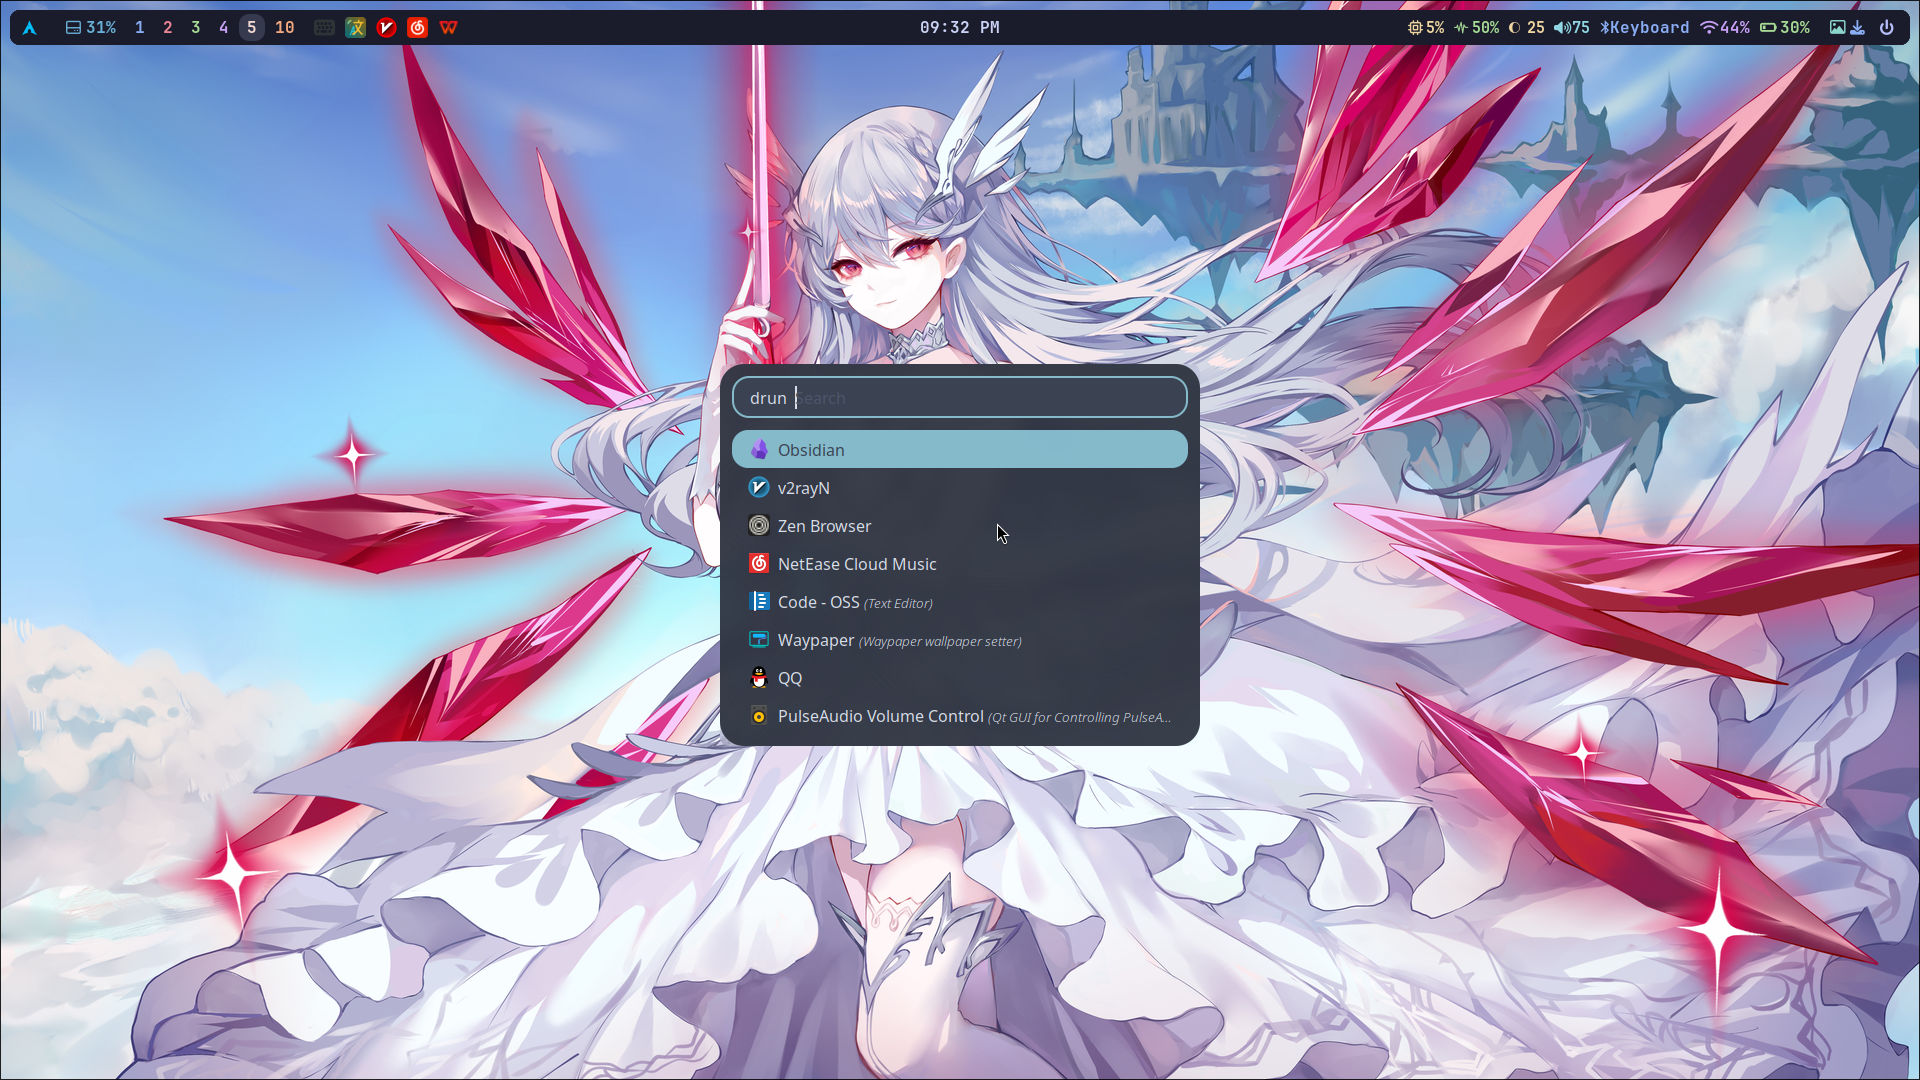 31% 1 2 3 4 5 10 09:32 PM 5% 50% 25 75 Keyboard 44% 30%
drun Search
Obsidian
v2rayN
Zen Browser
NetEase Cloud Music
Code - OSS (Text Editor)
Waypaper (Waypaper wallpaper setter)
QQ
PulseAudio Volume Control (Qt GUI for Controlling PulseA...